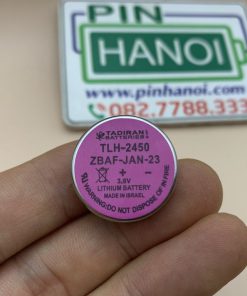 PIN
HANOI
www.pinhanoi.com
082.7788.333
TADIRAN
BATTERIES
TLH-2450
ZBAF-JAN-23
+ -
3.6V
LITHIUM BATTERY
MADE IN ISRAEL
WARNING: DO NOT DISPOSE IN FIRE